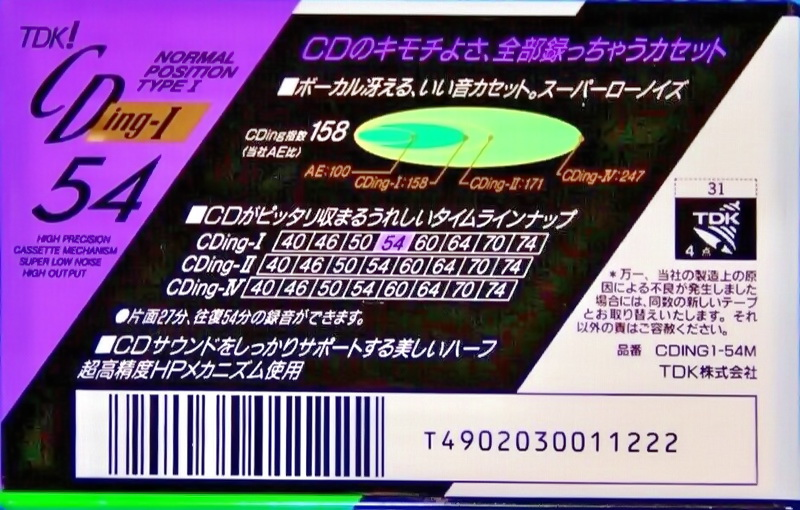 TDK!
CDing-I
54
NORMAL
POSITION
TYPE I
HIGH PRECISION
CASSETTE MECHANISM
SUPER LOW NOISE
HIGH OUTPUT
CDのキモチよさ、全部録っちゃうカセット
■ボーカル冴える、いい音カセット。スーパーローノイズ
CDing指数 158
(当社AE比)
AE:100
CDing-I:158
CDing-II:171
CDing-IV:247
■CDがピッタリ収まるうれしいタイムラインナップ
CDing-I 40 46 50 54 60 64 70 74
CDing-II 40 46 50 54 60 64 70 74
CDing-IV 40 46 50 54 60 64 70 74
●片面27分、往復54分の録音ができます。
■CDサウンドをしっかりサポートする美しいハーフ
超高精度HPメカニズム使用
31
TDK
4点
*万一、当社の製造上の原
因による不良が発生しました
場合には、同数の新しいテープ
とお取り替えいたします。それ
以外の責はご容赦ください。
品番 CDING1-54M
TDK株式会社
T4902030011222